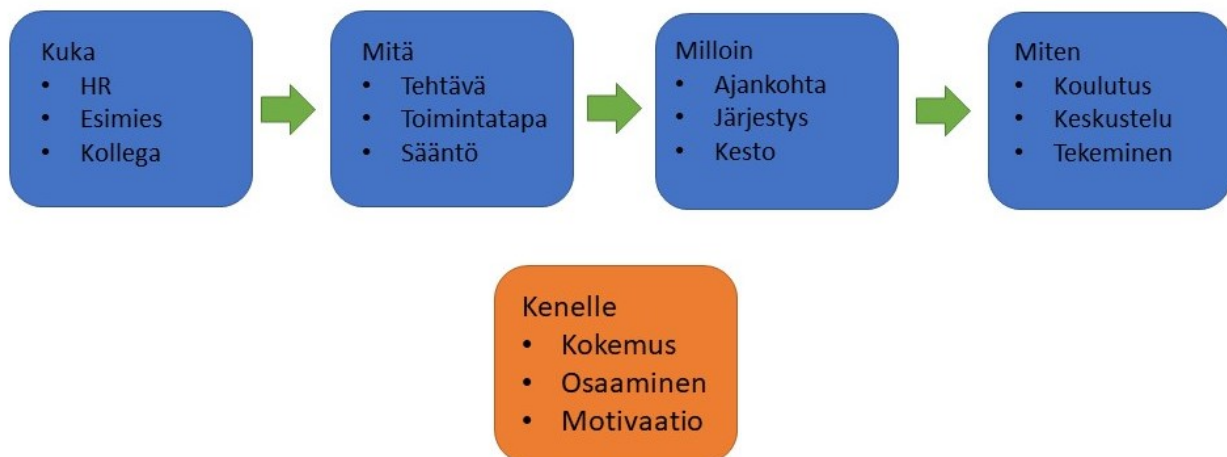 Kuka
• HR
• Esimies
• Kollega
Mitä
• Tehtävä
• Toimintatapa
• Sääntö
Milloin
• Ajankohta
• Järjestys
• Kesto
Miten
• Koulutus
• Keskustelu
• Tekeminen
Kenelle
• Kokemus
• Osaaminen
• Motivaatio